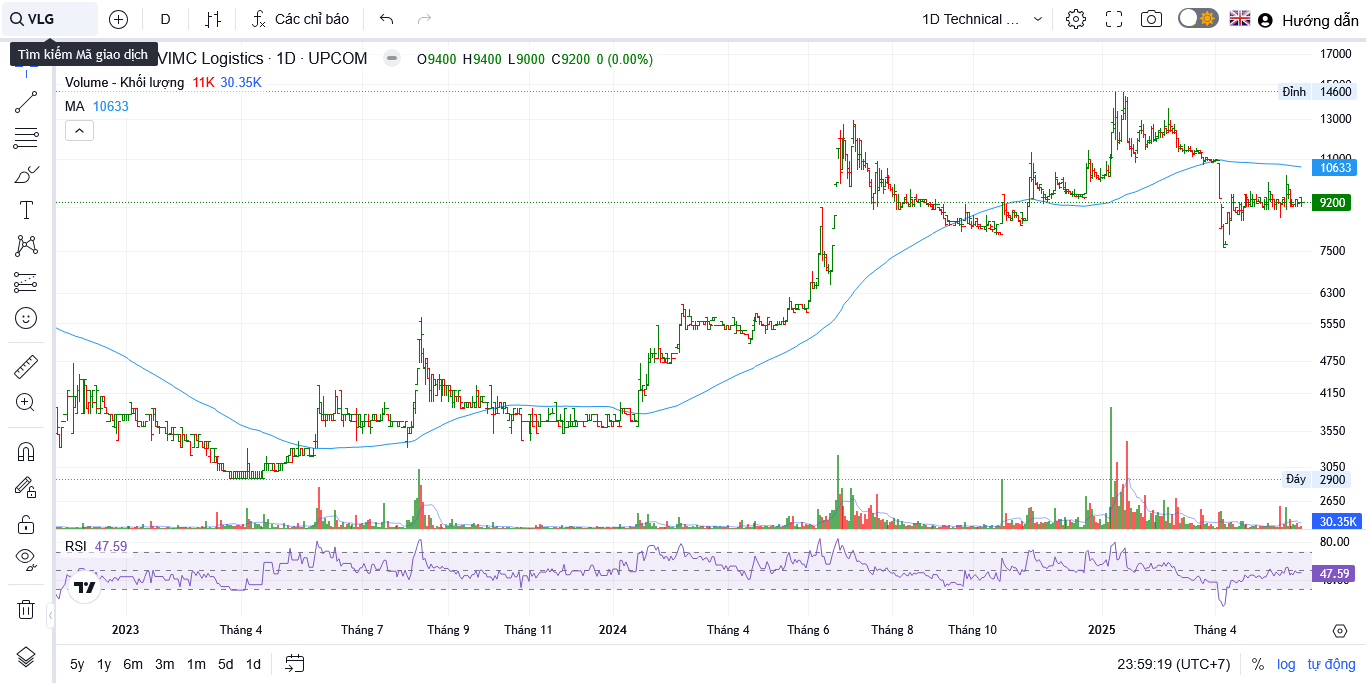 VLG
D
Các chỉ báo
1D Technical ...
Hướng dẫn
Tìm kiếm Mã giao dịch
VIMC Logistics · 1D · UPCOM
O9400 H9400 L9000 C9200 0 (0.00%)
Volume - Khối lượng 11K 30.35K
MA 10633
17000
Đỉnh 14600
13000
11000
10633
9200
7500
6300
5550
4750
4150
3550
3050
Đáy 2900
2650
30.35K
RSI 47.59
80.00
47.59
2023 Tháng 4 Tháng 7 Tháng 9 Tháng 11 2024 Tháng 4 Tháng 6 Tháng 8 Tháng 10 2025 Tháng 4
5y 1y 6m 3m 1m 5d 1d
23:59:19 (UTC+7) % log tự động